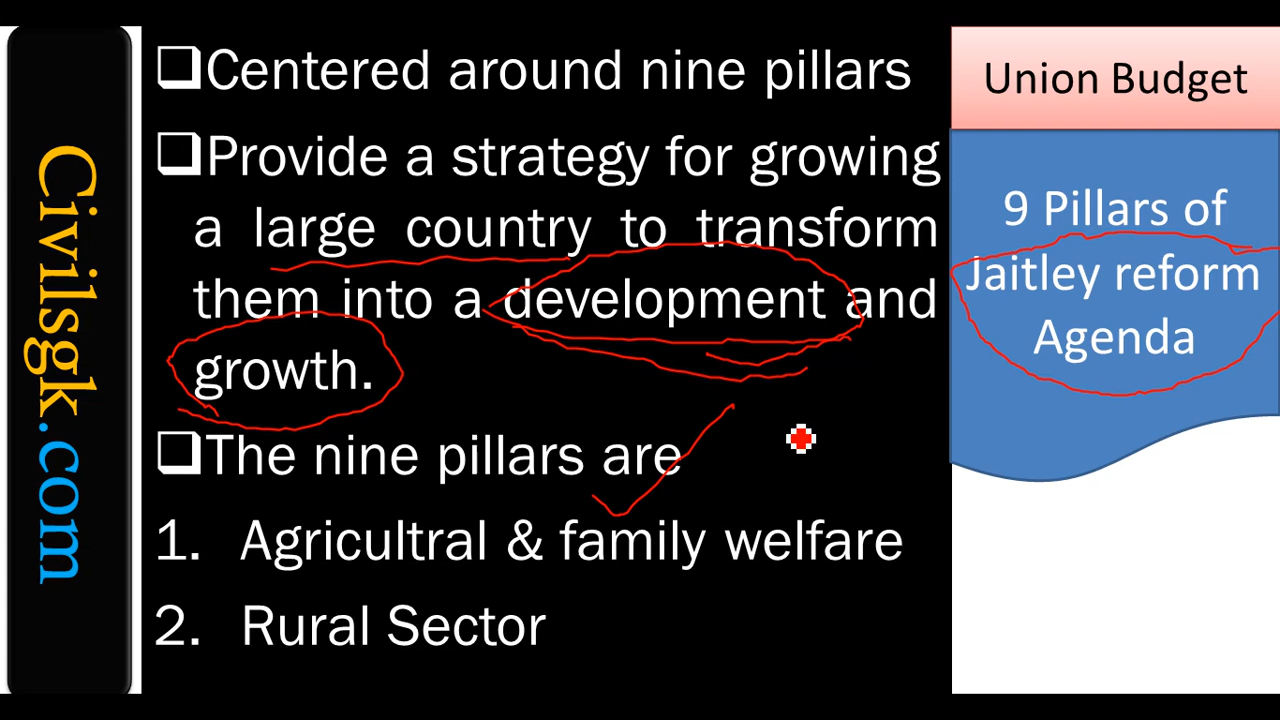 Civilsgk.com
Centered around nine pillars
Provide a strategy for growing
a large country to transform
them into a development and
growth.
The nine pillars are
1. Agricultral & family welfare
2. Rural Sector
Union Budget
9 Pillars of
Jaitley reform
Agenda